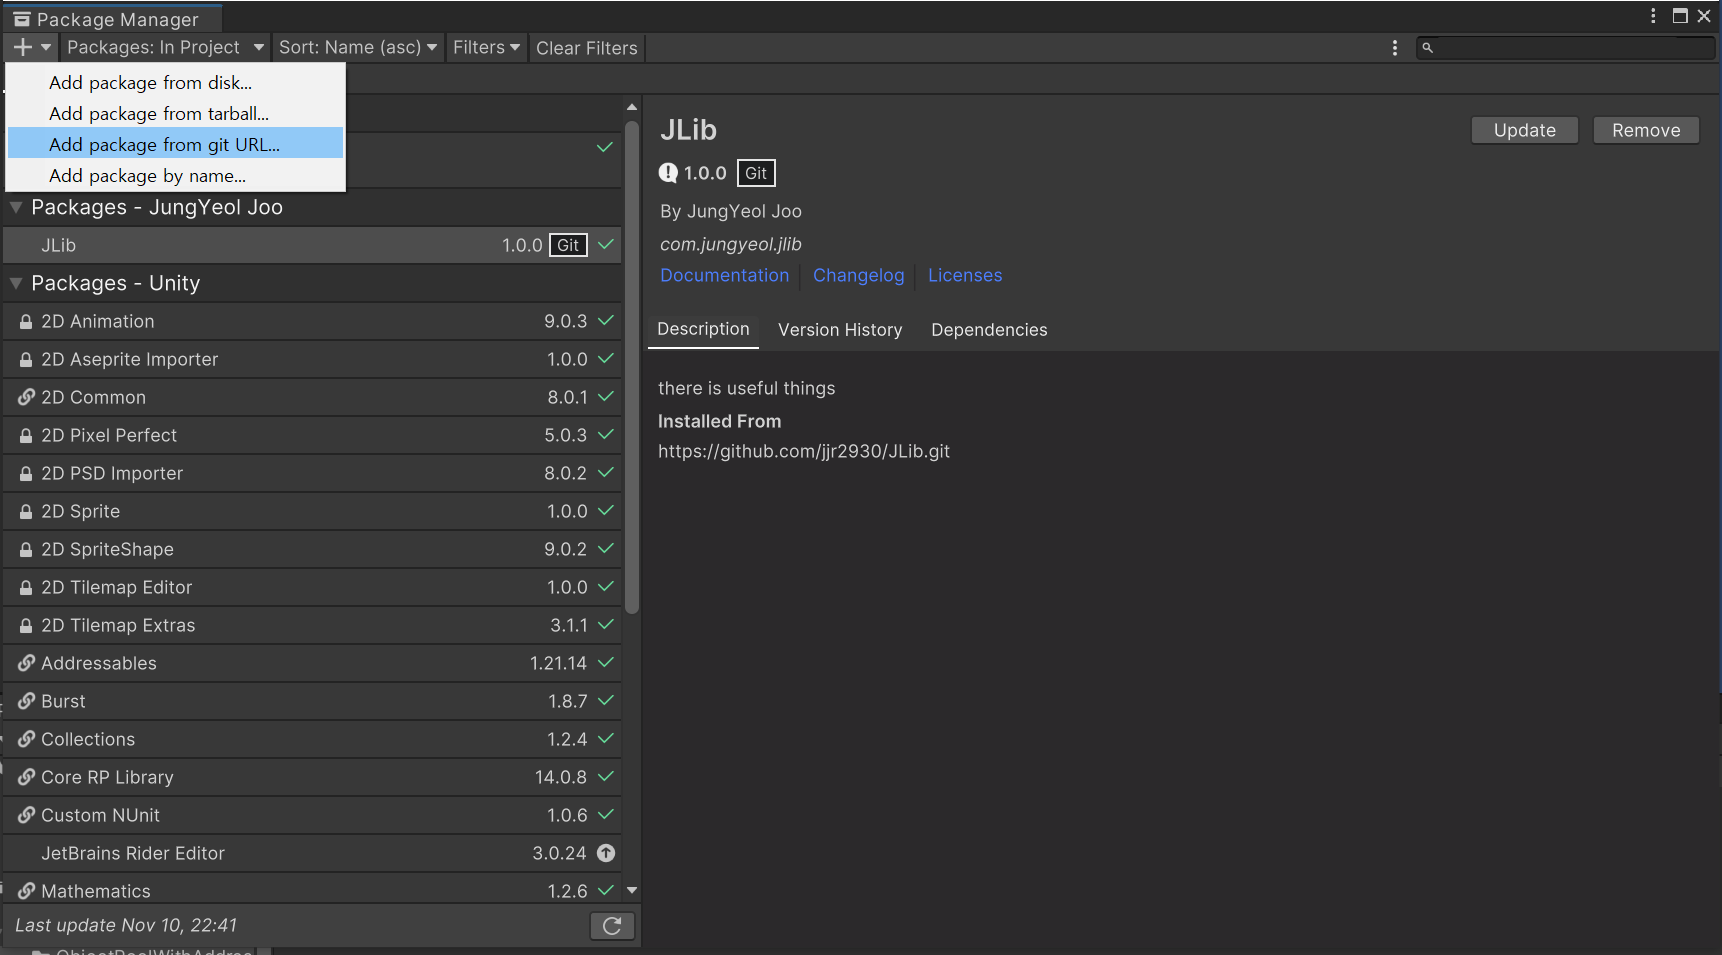 Package Manager
Packages: In Project
Sort: Name (asc)
Filters
Clear Filters
Add package from disk...
Add package from tarball...
Add package from git URL...
Add package by name...
Packages - JungYeol Joo
JLib 1.0.0 Git
Packages - Unity
2D Animation 9.0.3
2D Aseprite Importer 1.0.0
2D Common 8.0.1
2D Pixel Perfect 5.0.3
2D PSD Importer 8.0.2
2D Sprite 1.0.0
2D SpriteShape 9.0.2
2D Tilemap Editor 1.0.0
2D Tilemap Extras 3.1.1
Addressables 1.21.14
Burst 1.8.7
Collections 1.2.4
Core RP Library 14.0.8
Custom NUnit 1.0.6
JetBrains Rider Editor 3.0.24
Mathematics 1.2.6
Last update Nov 10, 22:41
JLib
Update
Remove
1.0.0 Git
By JungYeol Joo
com.jungyeol.jlib
Documentation
Changelog
Licenses
Description
Version History
Dependencies
there is useful things
Installed From
https://github.com/jjr2930/JLib.git